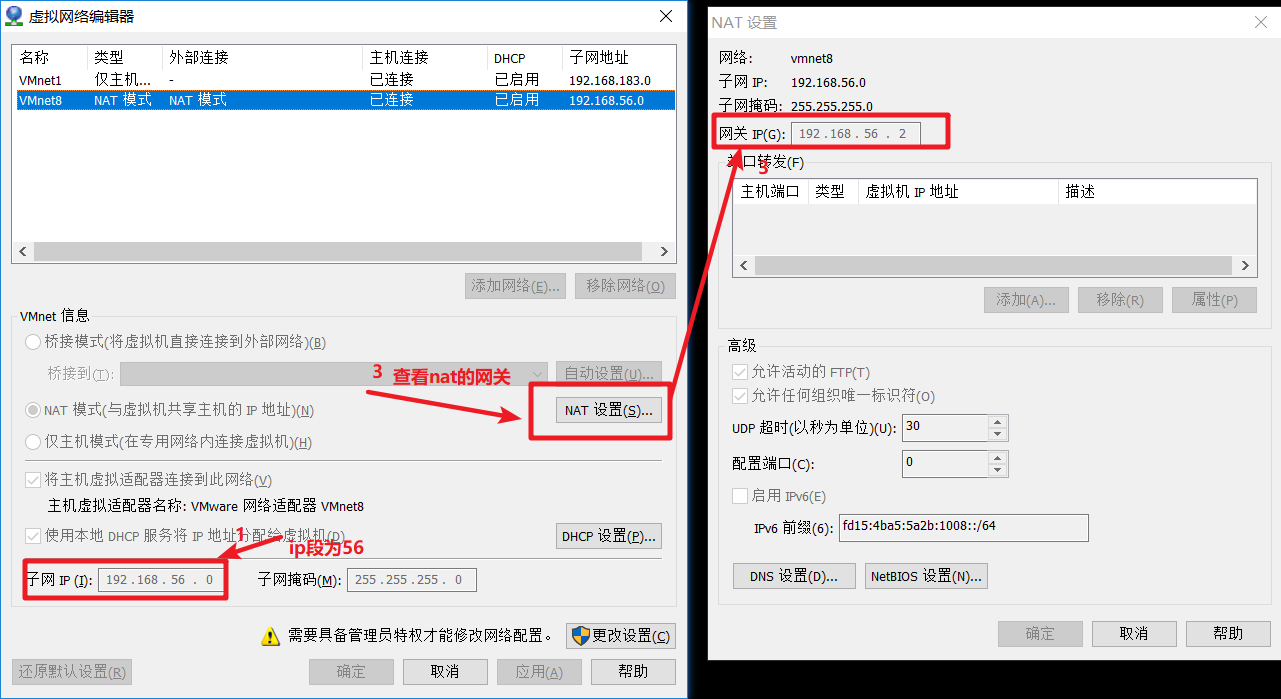 虚拟网络编辑器
名称 类型 外部连接 主机连接 DHCP 子网地址
VMnet1 仅主机... - 已连接 已启用 192.168.183.0
VMnet8 NAT 模式 NAT 模式 已连接 已启用 192.168.56.0
添加网络(E)... 移除网络(O)
VMnet 信息
桥接模式(将虚拟机直接连接到外部网络)(B)
桥接到(T): 自动设置(U)...
3 查看nat的网关
NAT 模式(与虚拟机共享主机的 IP 地址)(N) NAT 设置(S)...
仅主机模式(在专用网络内连接虚拟机)(H)
将主机虚拟适配器连接到此网络(V)
主机虚拟适配器名称: VMware 网络适配器 VMnet8
使用本地 DHCP 服务将 IP 地址分配给虚拟机(D) DHCP 设置(P)...
1
ip段为56
子网 IP (I): 192 . 168 . 56 . 0 子网掩码(M): 255 . 255 . 255 . 0
需要具备管理员特权才能修改网络配置。 更改设置(C)
还原默认设置(R) 确定 取消 应用(A) 帮助
NAT 设置
网络: vmnet8
子网 IP: 192.168.56.0
子网掩码: 255.255.255.0
网关 IP(G): 192 . 168 . 56 . 2
口转发(F)
3
主机端口 类型 虚拟机 IP 地址 描述
添加(A)... 移除(R) 属性(P)
高级
允许活动的 FTP(T)
允许任何组织唯一标识符(O)
UDP 超时(以秒为单位)(U): 30
配置端口(C): 0
启用 IPv6(E)
IPv6 前缀(6): fd15:4ba5:5a2b:1008::/64
DNS 设置(D)... NetBIOS 设置(N)...
确定 取消 帮助